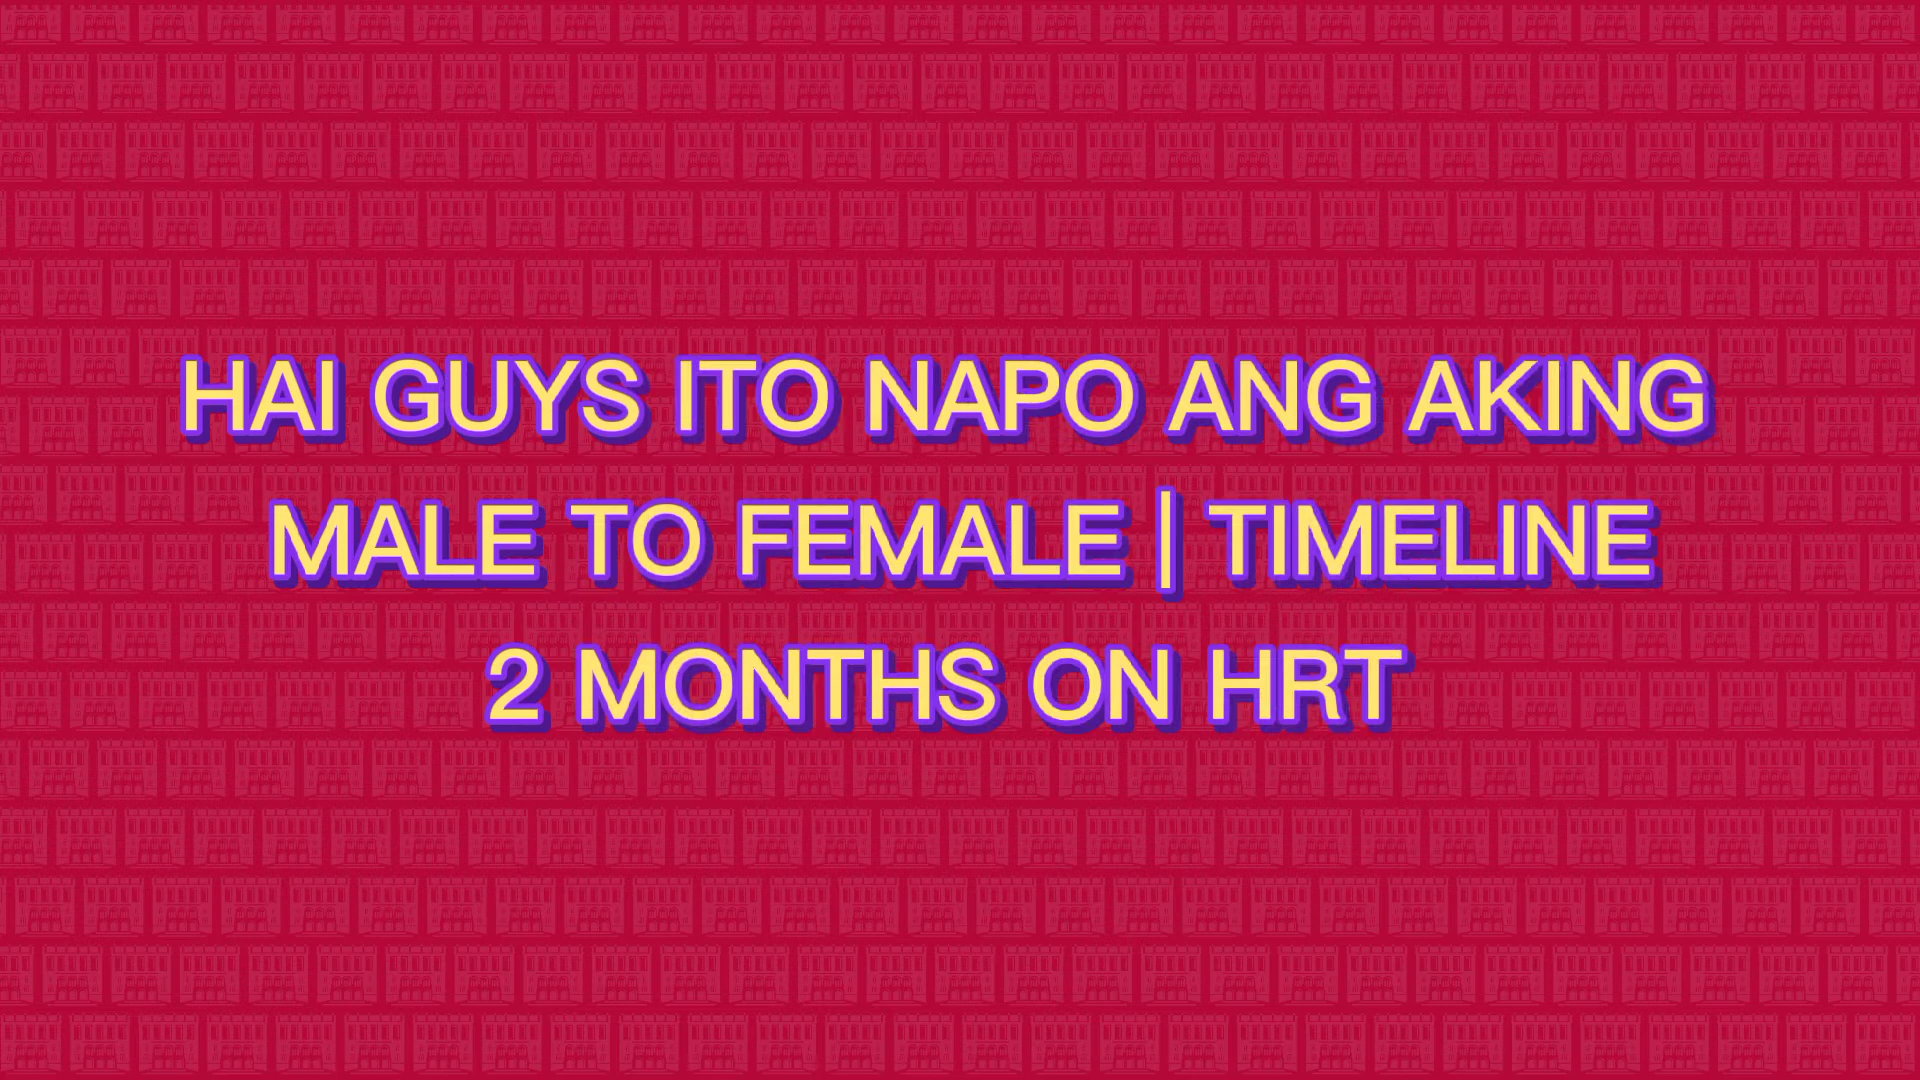 HAI GUYS ITO NAPO ANG AKING
MALE TO FEMALE | TIMELINE
2 MONTHS ON HRT